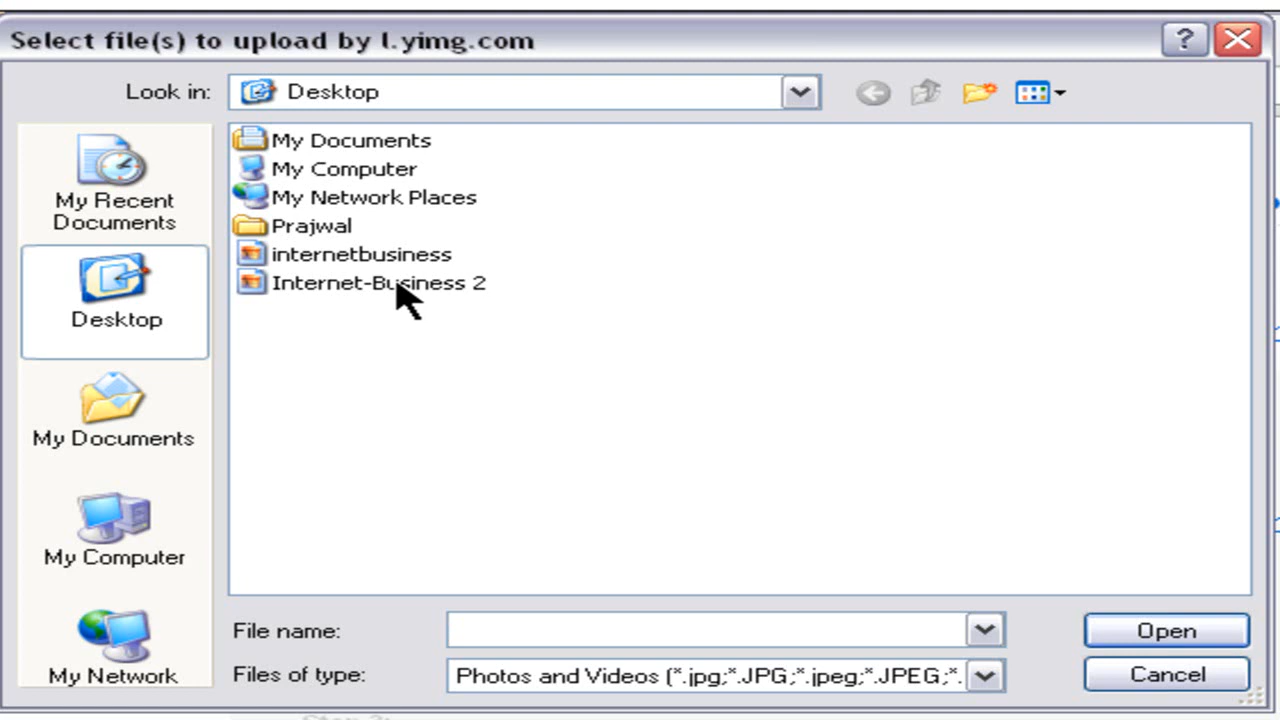 Select file(s) to upload by l.yimg.com
Look in: Desktop
My Recent
Documents
Desktop
My Documents
My Computer
My Network
My Documents
My Computer
My Network Places
Prajwal
internetbusiness
Internet-Business 2
File name:
Open
Files of type: Photos and Videos (*.jpg;*.JPG;*.jpeg;*.JPEG;*.
Cancel